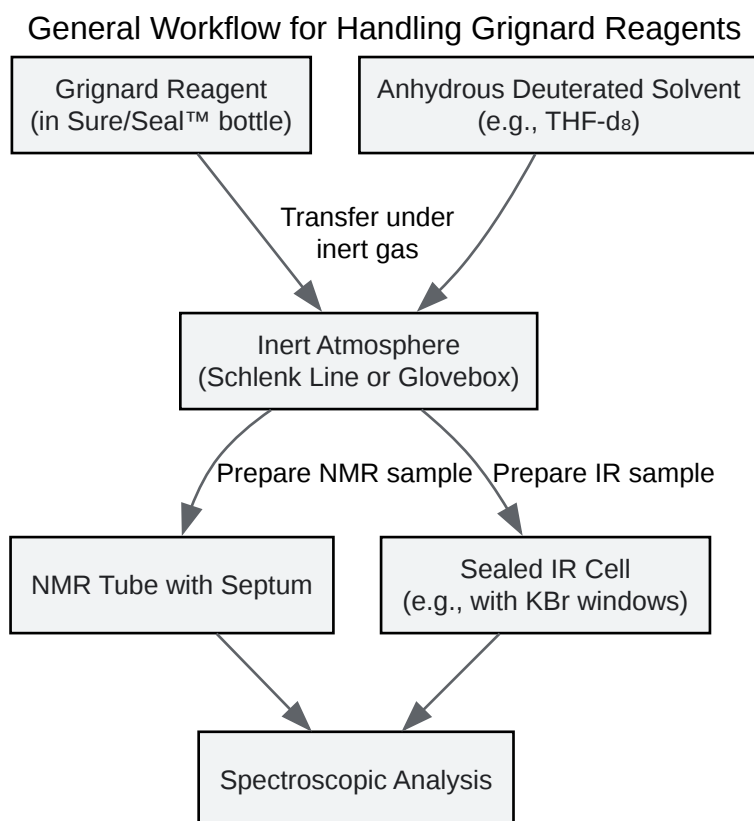 General Workflow for Handling Grignard Reagents
Grignard Reagent
(in Sure/Seal™ bottle)
Anhydrous Deuterated Solvent
(e.g., THF-d₈)
Transfer under
inert gas
Inert Atmosphere
(Schlenk Line or Glovebox)
Prepare NMR sample
Prepare IR sample
NMR Tube with Septum
Sealed IR Cell
(e.g., with KBr windows)
Spectroscopic Analysis